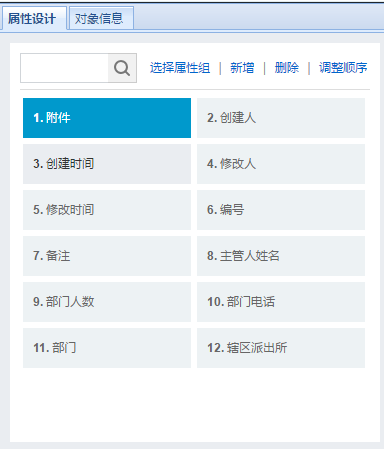 属性设计 对象信息
选择属性组 | 新增 | 删除 | 调整顺序
1. 附件 2. 创建人
3. 创建时间 4. 修改人
5. 修改时间 6. 编号
7. 备注 8. 主管人姓名
9. 部门人数 10. 部门电话
11. 部门 12. 辖区派出所